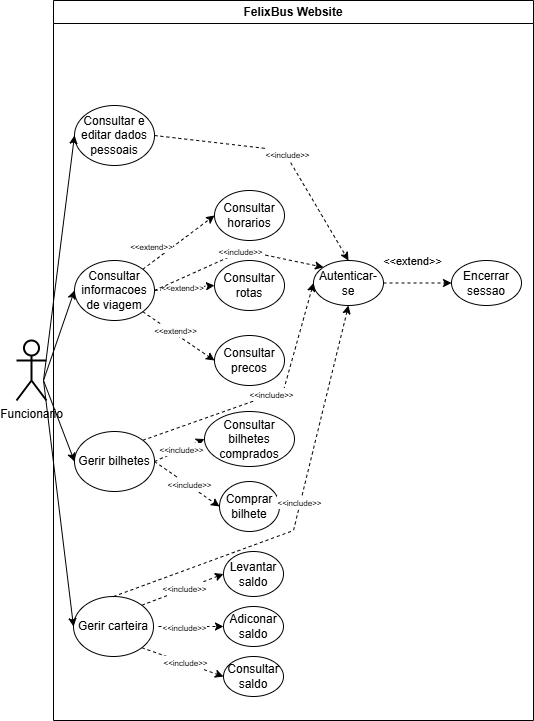 FelixBus Website
Consultar e
editar dados
pessoais
<<include>>
Consultar
horarios
<<extend>>
<<include>>
Consultar
informacoes
de viagem
<<extend>>
Consultar
rotas
Autenticar-
se
<<extend>>
Encerrar
sessao
<<extend>>
Consultar
precos
Funcionario
<<include>>
Gerir bilhetes
<<include>>
Consultar
bilhetes
comprados
<<include>>
Comprar
bilhete
<<include>>
Levantar
saldo
<<include>>
Gerir carteira
<<include>>
Adiconar
saldo
<<include>>
Consultar
saldo